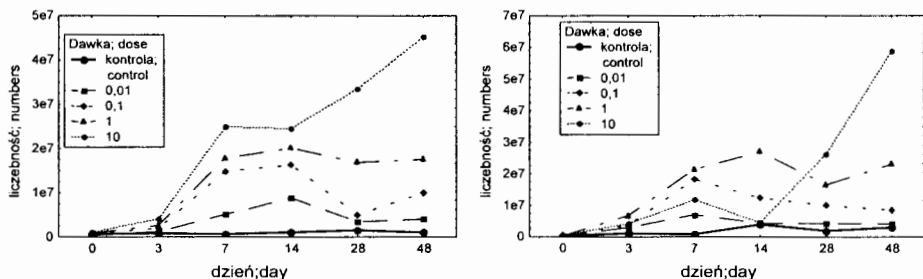 5e7
4e7
3e7
2e7
1e7
0
liczebność; numbers
Dawka; dose
kontrola;
control
0,01
0,1
1
10
0 3 7 14 28 48
dzień;day
7e7
6e7
5e7
4e7
3e7
2e7
1e7
0
liczebność; numbers
Dawka; dose
kontrola;
control
0,01
0,1
1
10
0 3 7 14 28 48
dzień;day